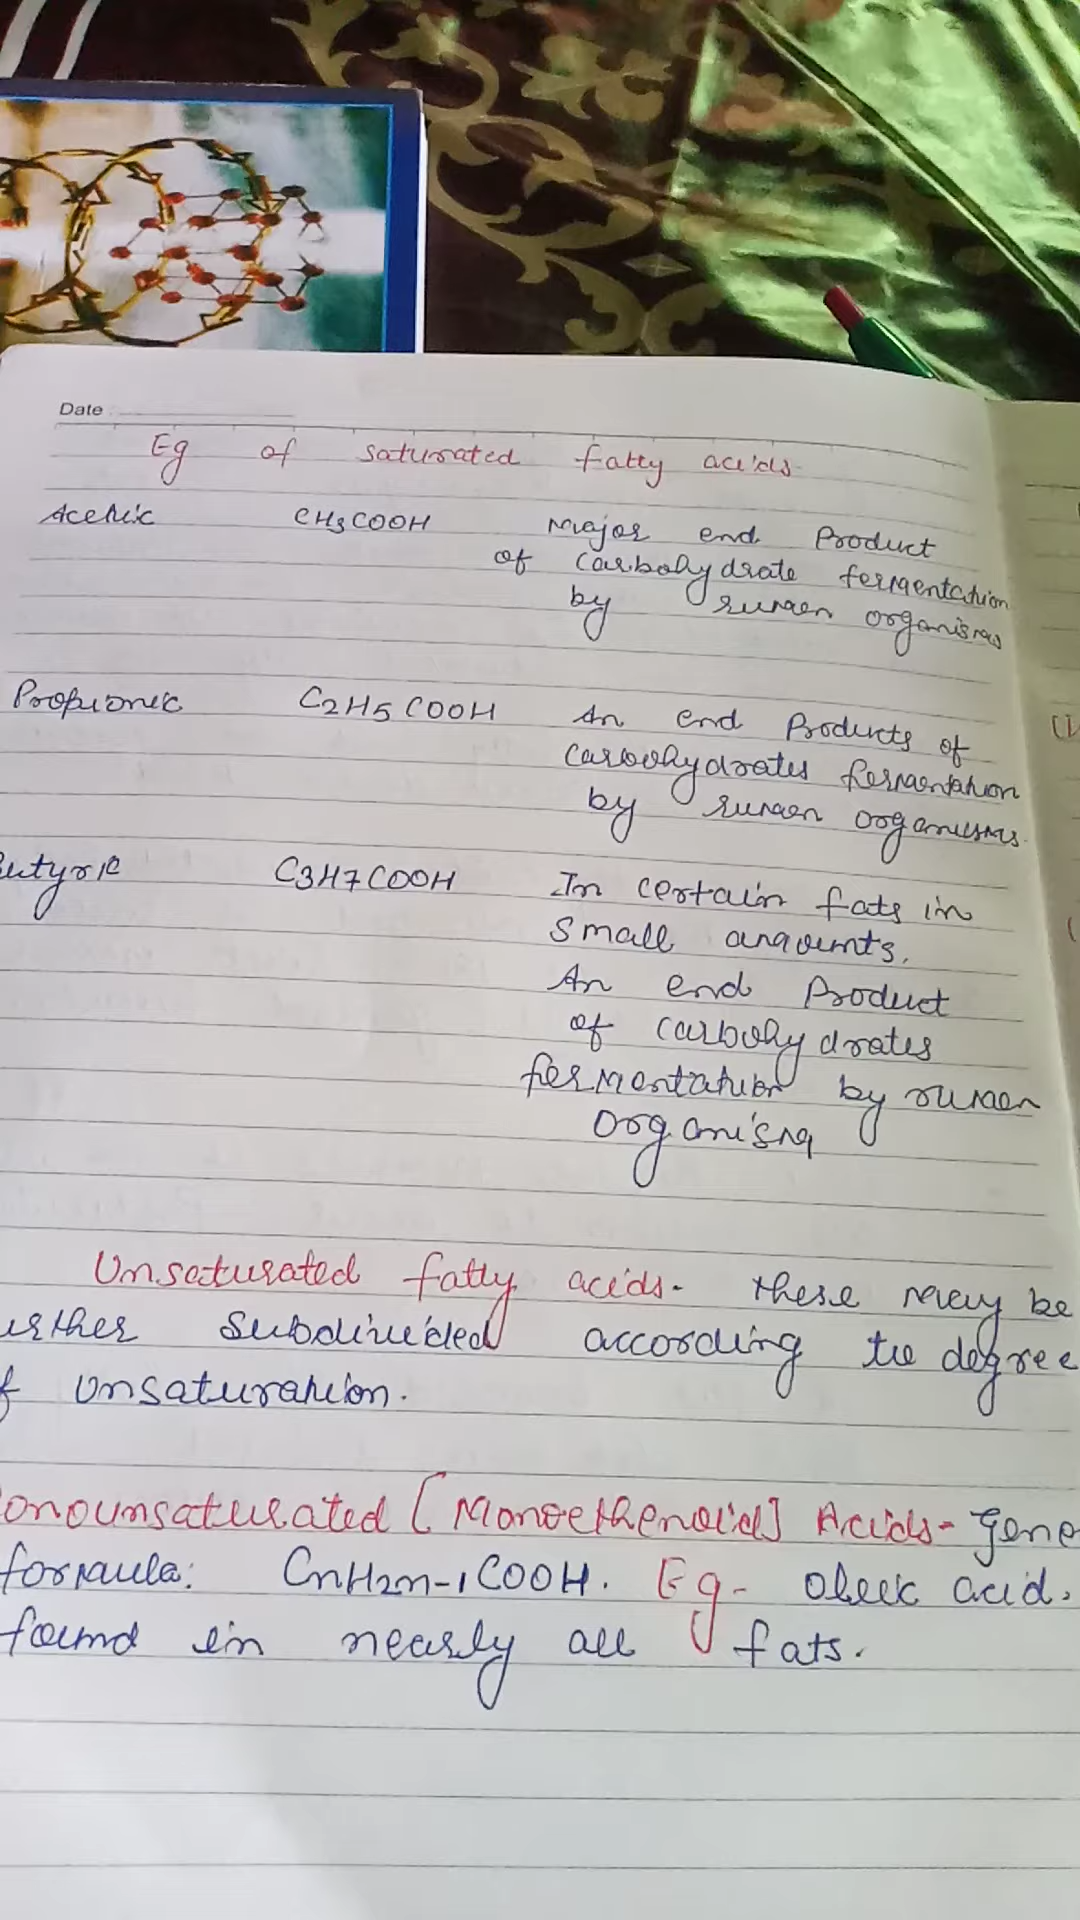 Date
Eg of saturated fatty acids
Acetic CH3COOH Major end Product
of carbohydrate fermentation
by rumen organisms
Propionic C2H5COOH An end Products of
carbohydrates fermentation
by rumen organisms.
utyric C3H7COOH In certain fats in
small amounts.
An end Product
of carbohydrates
fermentation by rumen
organism
Unsaturated fatty acids- these may be
urther subdivided according to degree
f unsaturation.
onounsaturated [Monoethenoid] Acids- gene
formula: CnH2n-1COOH. Eg- oleic acid.
found in nearly all fats.